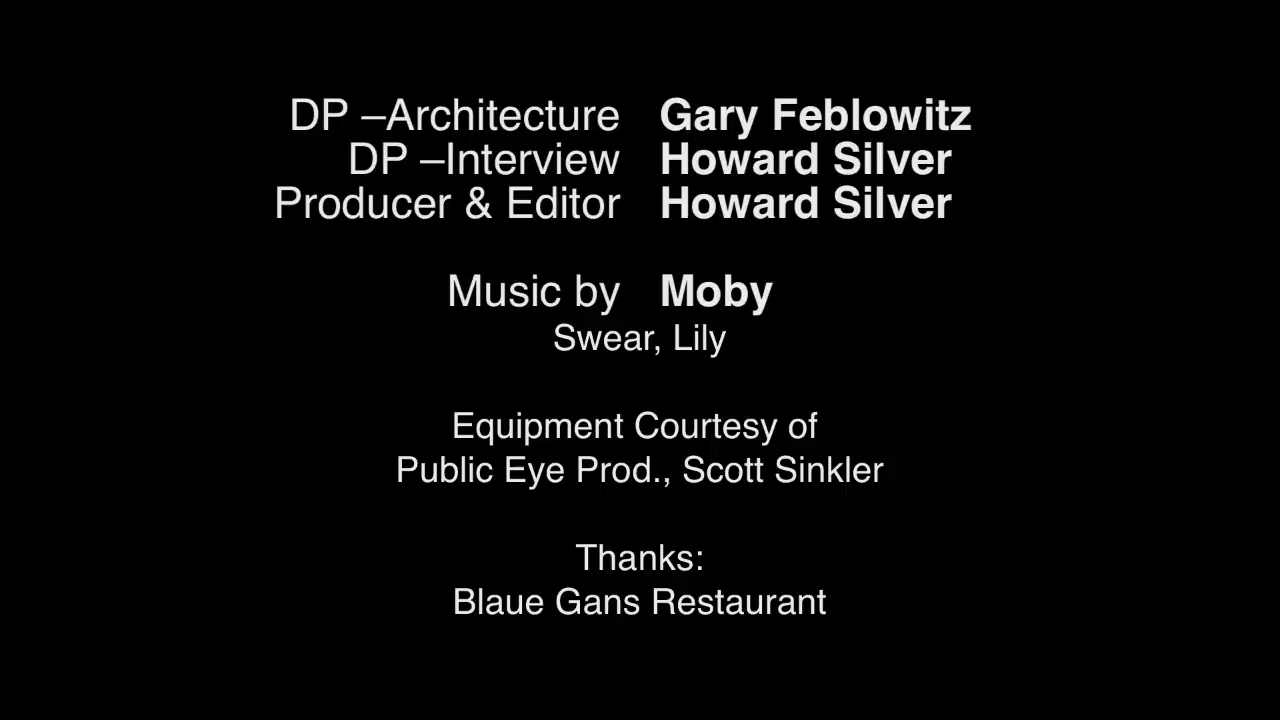 DP –Architecture Gary Feblowitz
DP –Interview Howard Silver
Producer & Editor Howard Silver
Music by Moby
Swear, Lily
Equipment Courtesy of
Public Eye Prod., Scott Sinkler
Thanks:
Blaue Gans Restaurant